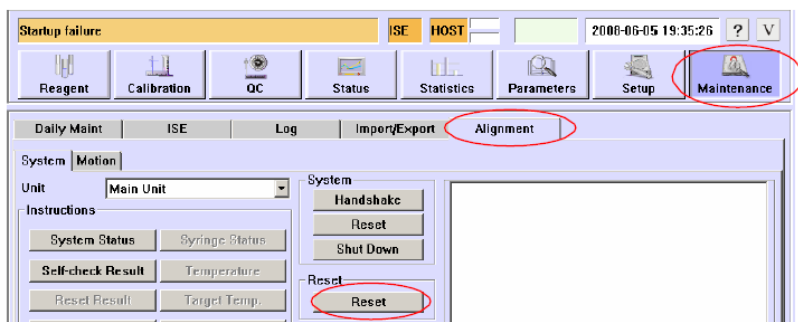 Startup failure
ISE
HOST
2008-06-05 19:35:26
?
V
Reagent
Calibration
QC
Status
Statistics
Parameters
Setup
Maintenance
Daily Maint
ISE
Log
Import/Export
Alignment
System
Motion
Unit
Main Unit
Instructions
System Status
Syringe Status
Self-check Result
Temperature
Reset Result
Target Temp.
System
Handshake
Reset
Shut Down
Reset
Reset